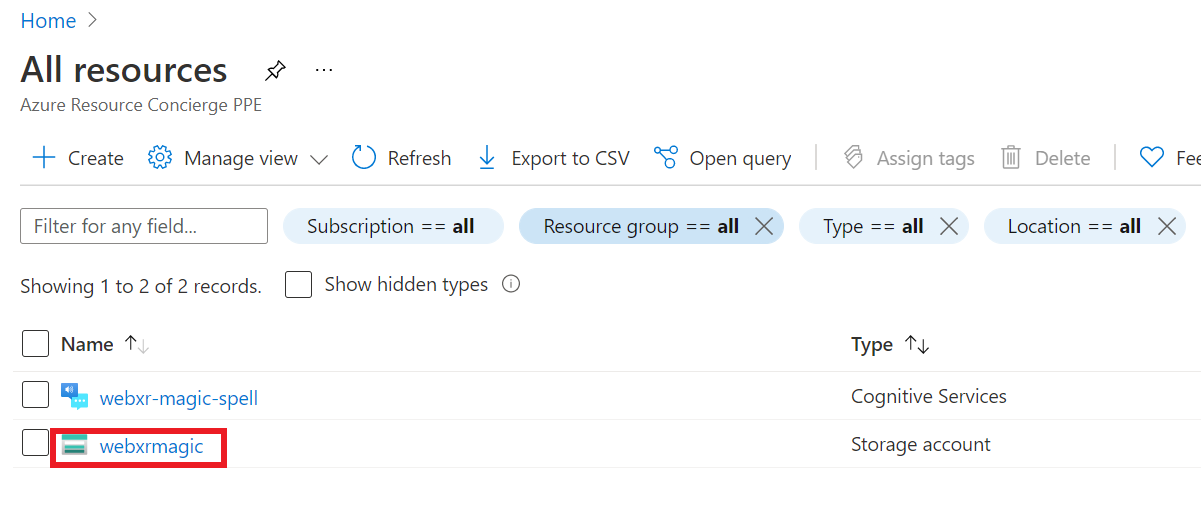 Home
All resources
Azure Resource Concierge PPE
Create Manage view Refresh Export to CSV Open query Assign tags Delete Fee
Filter for any field... Subscription == all Resource group == all Type == all Location == all
Showing 1 to 2 of 2 records. Show hidden types
Name Type
webxr-magic-spell Cognitive Services
webxrmagic Storage account